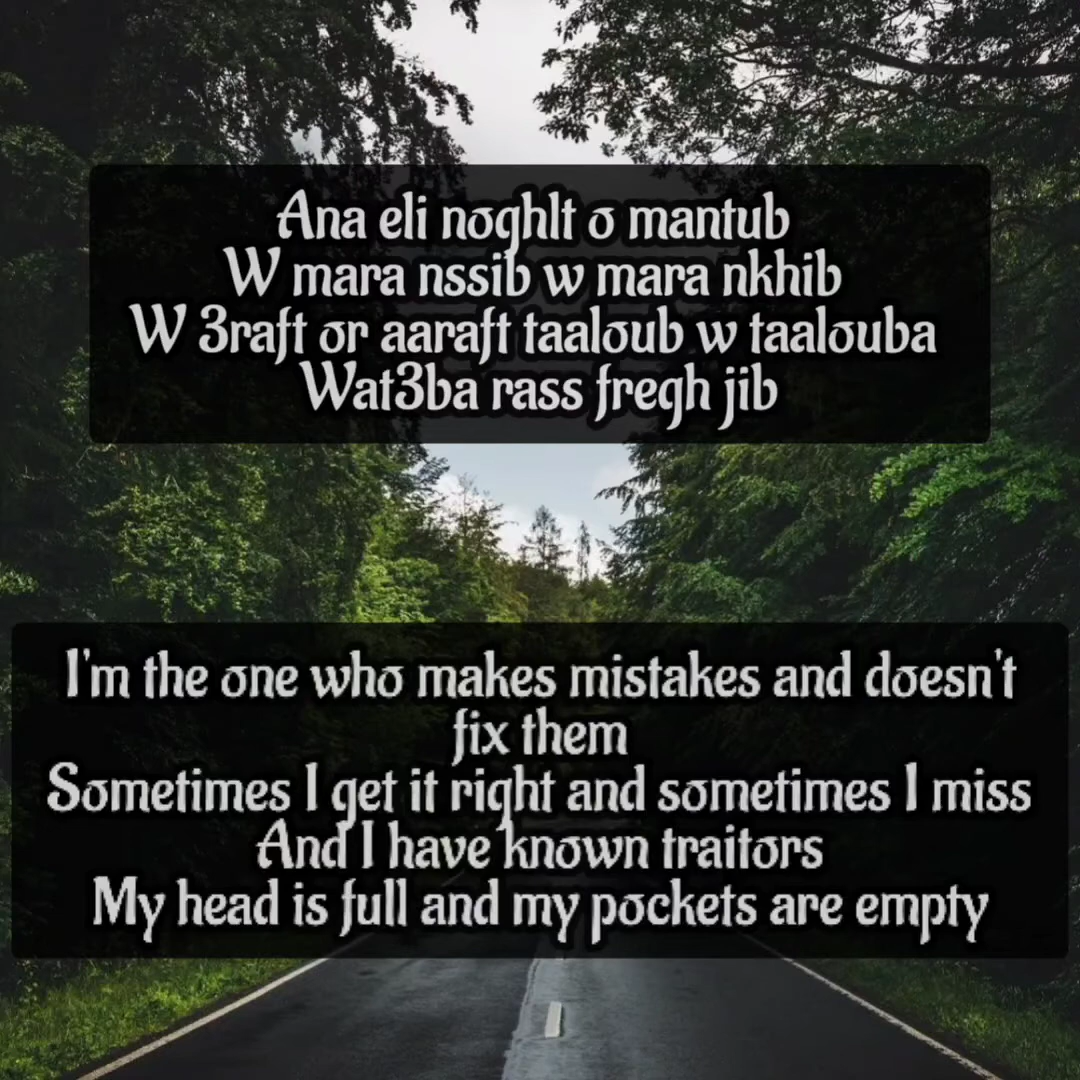 Ana eli noghlt o mantub
W mara nssib w mara nkhib
W 3raft or aaraft taaloub w taalouba
Wat3ba rass fregh jib
I'm the one who makes mistakes and doesn't
fix them
Sometimes I get it right and sometimes I miss
And I have known traitors
My head is full and my pockets are empty